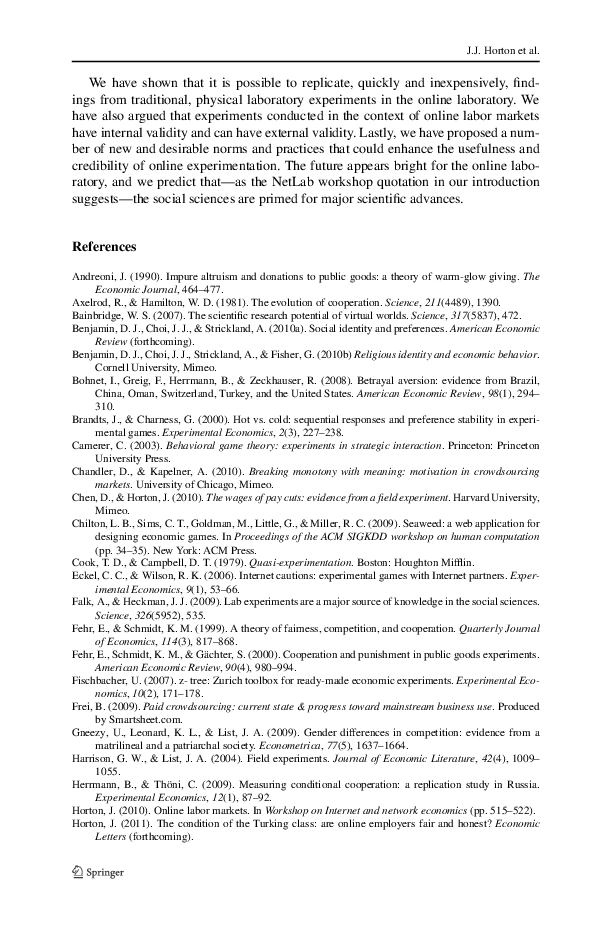 J.J. Horton et al.
We have shown that it is possible to replicate, quickly and inexpensively, find-
ings from traditional, physical laboratory experiments in the online laboratory. We
have also argued that experiments conducted in the context of online labor markets
have internal validity and can have external validity. Lastly, we have proposed a num-
ber of new and desirable norms and practices that could enhance the usefulness and
credibility of online experimentation. The future appears bright for the online labo-
ratory, and we predict that—as the NetLab workshop quotation in our introduction
suggests—the social sciences are primed for major scientific advances.
References
Andreoni, J. (1990). Impure altruism and donations to public goods: a theory of warm-glow giving. The
Economic Journal, 464–477.
Axelrod, R., & Hamilton, W. D. (1981). The evolution of cooperation. Science, 211(4489), 1390.
Bainbridge, W. S. (2007). The scientific research potential of virtual worlds. Science, 317(5837), 472.
Benjamin, D. J., Choi, J. J., & Strickland, A. (2010a). Social identity and preferences. American Economic
Review (forthcoming).
Benjamin, D. J., Choi, J. J., Strickland, A., & Fisher, G. (2010b) Religious identity and economic behavior.
Cornell University, Mimeo.
Bohnet, I., Greig, F., Herrmann, B., & Zeckhauser, R. (2008). Betrayal aversion: evidence from Brazil,
China, Oman, Switzerland, Turkey, and the United States. American Economic Review, 98(1), 294–
310.
Brandts, J., & Charness, G. (2000). Hot vs. cold: sequential responses and preference stability in experi-
mental games. Experimental Economics, 2(3), 227–238.
Camerer, C. (2003). Behavioral game theory: experiments in strategic interaction. Princeton: Princeton
University Press.
Chandler, D., & Kapelner, A. (2010). Breaking monotony with meaning: motivation in crowdsourcing
markets. University of Chicago, Mimeo.
Chen, D., & Horton, J. (2010). The wages of pay cuts: evidence from a field experiment. Harvard University,
Mimeo.
Chilton, L. B., Sims, C. T., Goldman, M., Little, G., & Miller, R. C. (2009). Seaweed: a web application for
designing economic games. In Proceedings of the ACM SIGKDD workshop on human computation
(pp. 34–35). New York: ACM Press.
Cook, T. D., & Campbell, D. T. (1979). Quasi-experimentation. Boston: Houghton Mifflin.
Eckel, C. C., & Wilson, R. K. (2006). Internet cautions: experimental games with Internet partners. Exper-
imental Economics, 9(1), 53–66.
Falk, A., & Heckman, J. J. (2009). Lab experiments are a major source of knowledge in the social sciences.
Science, 326(5952), 535.
Fehr, E., & Schmidt, K. M. (1999). A theory of fairness, competition, and cooperation. Quarterly Journal
of Economics, 114(3), 817–868.
Fehr, E., Schmidt, K. M., & Gächter, S. (2000). Cooperation and punishment in public goods experiments.
American Economic Review, 90(4), 980–994.
Fischbacher, U. (2007). z- tree: Zurich toolbox for ready-made economic experiments. Experimental Eco-
nomics, 10(2), 171–178.
Frei, B. (2009). Paid crowdsourcing: current state & progress toward mainstream business use. Produced
by Smartsheet.com.
Gneezy, U., Leonard, K. L., & List, J. A. (2009). Gender differences in competition: evidence from a
matrilineal and a patriarchal society. Econometrica, 77(5), 1637–1664.
Harrison, G. W., & List, J. A. (2004). Field experiments. Journal of Economic Literature, 42(4), 1009–
1055.
Herrmann, B., & Thöni, C. (2009). Measuring conditional cooperation: a replication study in Russia.
Experimental Economics, 12(1), 87–92.
Horton, J. (2010). Online labor markets. In Workshop on Internet and network economics (pp. 515–522).
Horton, J. (2011). The condition of the Turking class: are online employers fair and honest? Economic
Letters (forthcoming).
Springer